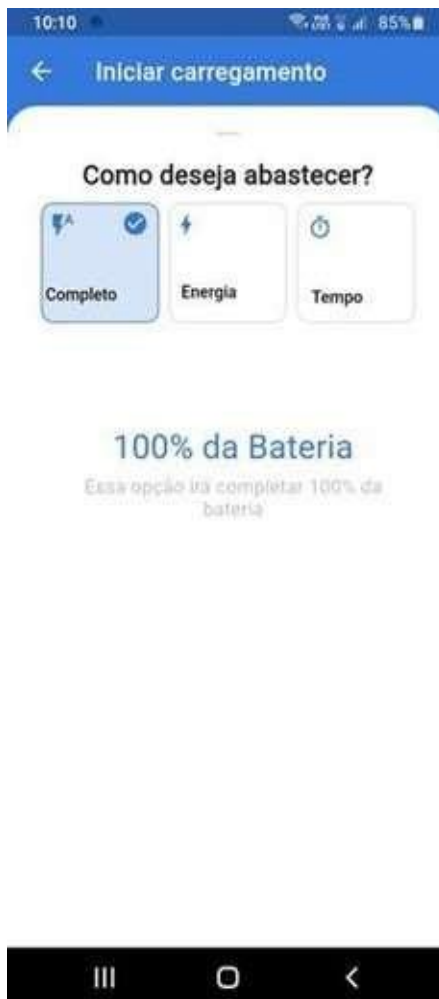 10:10
85%
Iniciar carregamento
Como deseja abastecer?
A
Completo
Energia
Tempo
100% da Bateria
Essa opção irá completar 100% da
bateria